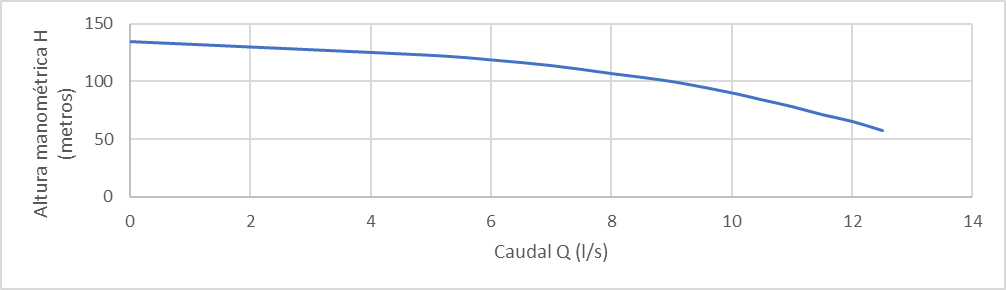 Altura manométrica H
(metros)
150
100
50
0
0 2 4 6 8 10 12 14
Caudal Q (l/s)